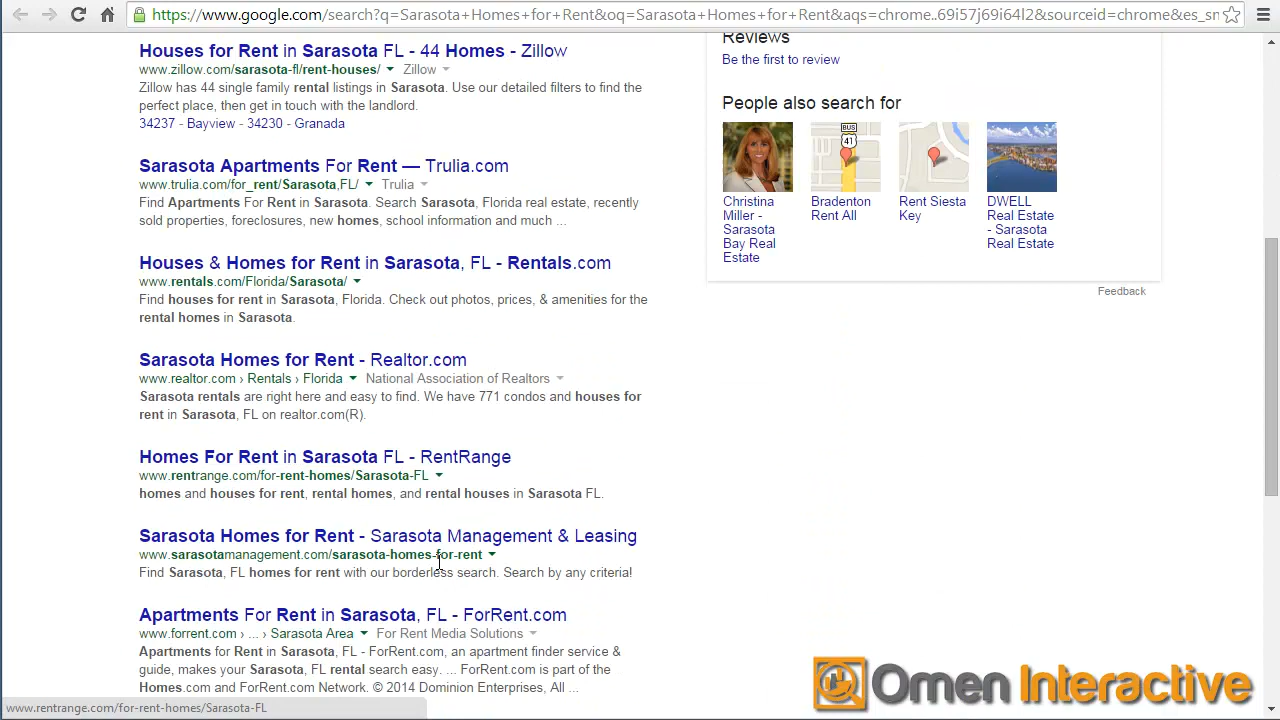 https://www.google.com/search?q=Sarasota+Homes+for+Rent&oq=Sarasota+Homes+for+Rent&aqs=chrome..69i57j69i64l2&sourceid=chrome&es_sm
Houses for Rent in Sarasota FL - 44 Homes - Zillow
www.zillow.com/sarasota-fl/rent-houses/ Zillow
Zillow has 44 single family rental listings in Sarasota. Use our detailed filters to find the
perfect place, then get in touch with the landlord.
34237 - Bayview - 34230 - Granada
Sarasota Apartments For Rent — Trulia.com
www.trulia.com/for_rent/Sarasota,FL/ Trulia
Find Apartments For Rent in Sarasota. Search Sarasota, Florida real estate, recently
sold properties, foreclosures, new homes, school information and much ...
Houses & Homes for Rent in Sarasota, FL - Rentals.com
www.rentals.com/Florida/Sarasota/
Find houses for rent in Sarasota, Florida. Check out photos, prices, & amenities for the
rental homes in Sarasota.
Sarasota Homes for Rent - Realtor.com
www.realtor.com › Rentals › Florida National Association of Realtors
Sarasota rentals are right here and easy to find. We have 771 condos and houses for
rent in Sarasota, FL on realtor.com(R).
Homes For Rent in Sarasota FL - RentRange
www.rentrange.com/for-rent-homes/Sarasota-FL
homes and houses for rent, rental homes, and rental houses in Sarasota FL.
Sarasota Homes for Rent - Sarasota Management & Leasing
www.sarasotamanagement.com/sarasota-homes-for-rent
Find Sarasota, FL homes for rent with our borderless search. Search by any criteria!
Apartments For Rent in Sarasota, FL - ForRent.com
www.forrent.com › ... › Sarasota Area For Rent Media Solutions
Apartments for Rent in Sarasota, FL - ForRent.com, an apartment finder service &
guide, makes your Sarasota, FL rental search easy. ... ForRent.com is part of the
Homes.com and ForRent.com Network. © 2014 Dominion Enterprises, All ...
www.rentrange.com/for-rent-homes/Sarasota-FL
Reviews
Be the first to review
People also search for
BUS
41
Christina
Miller -
Sarasota
Bay Real
Estate
Bradenton
Rent All
Rent Siesta
Key
DWELL
Real Estate
- Sarasota
Real Estate
Feedback
Omen Interactive